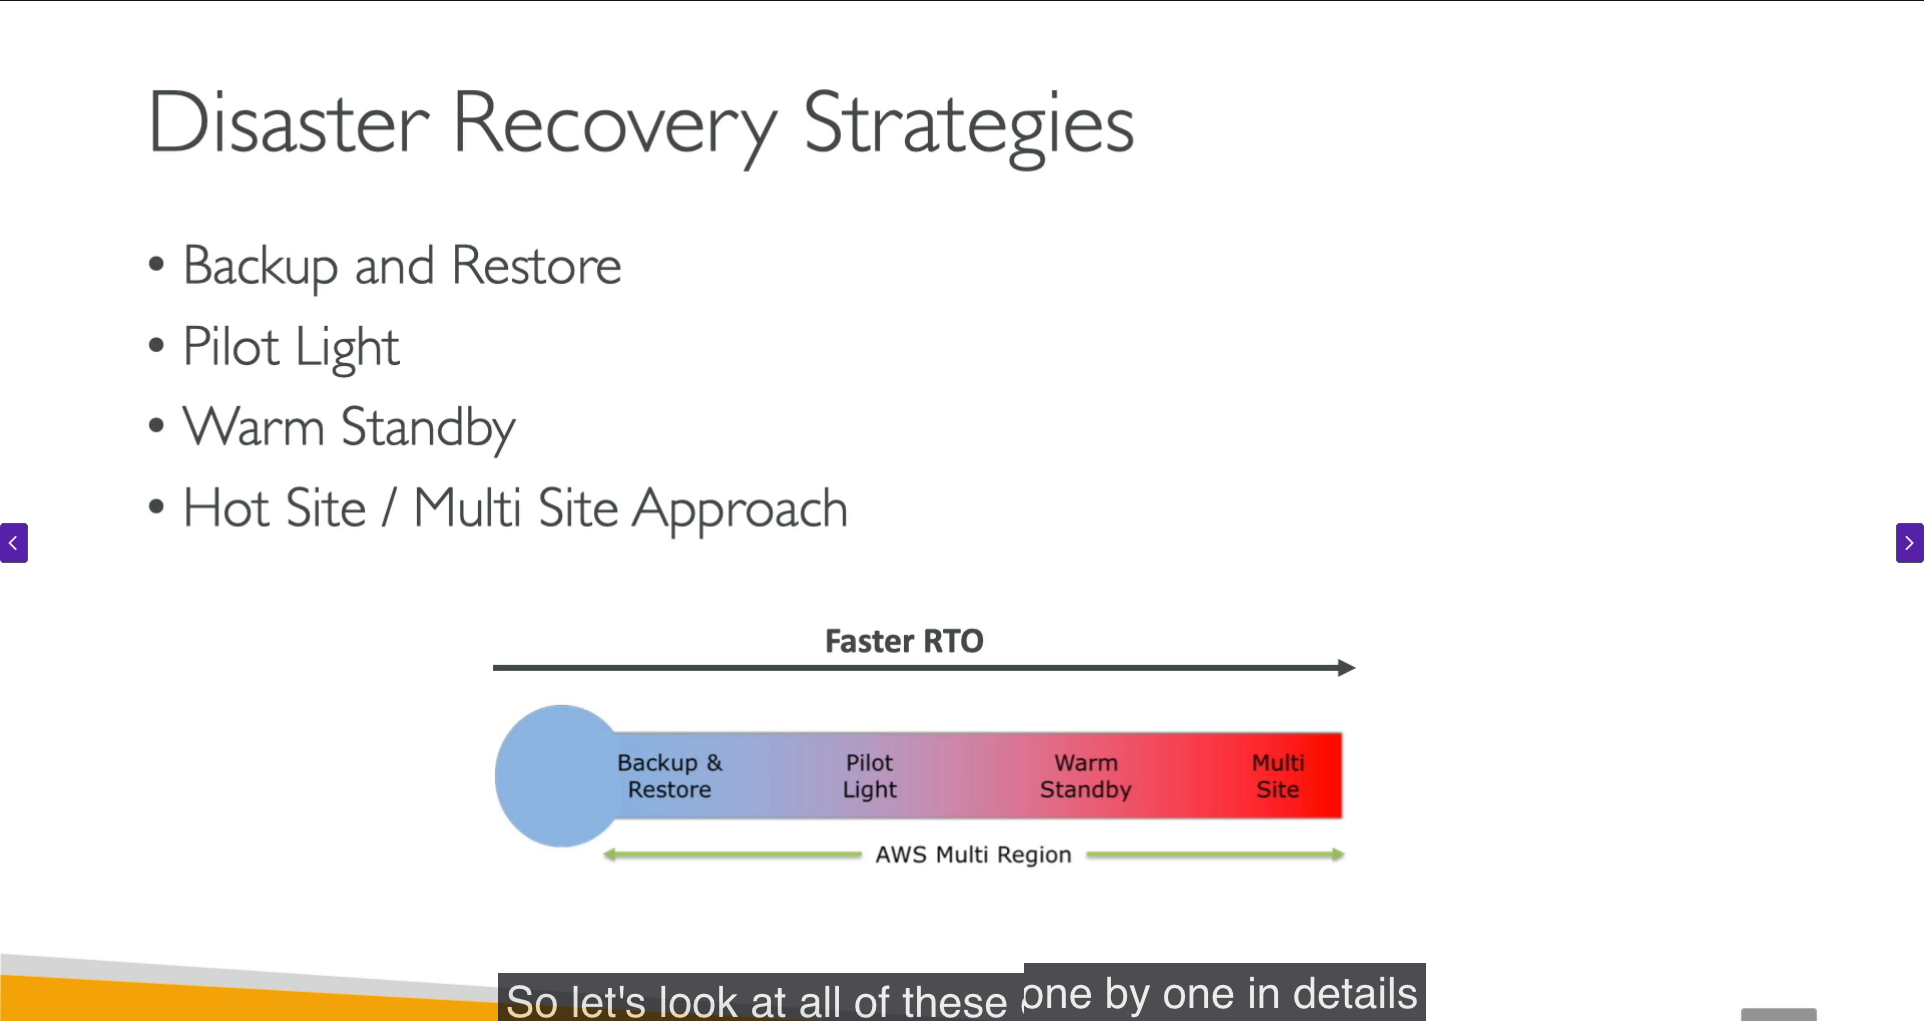 Disaster Recovery Strategies
• Backup and Restore
• Pilot Light
• Warm Standby
• Hot Site / Multi Site Approach
Faster RTO
Backup &
Restore
Pilot
Light
Warm
Standby
Multi
Site
AWS Multi Region
So let's look at all of these one by one in details